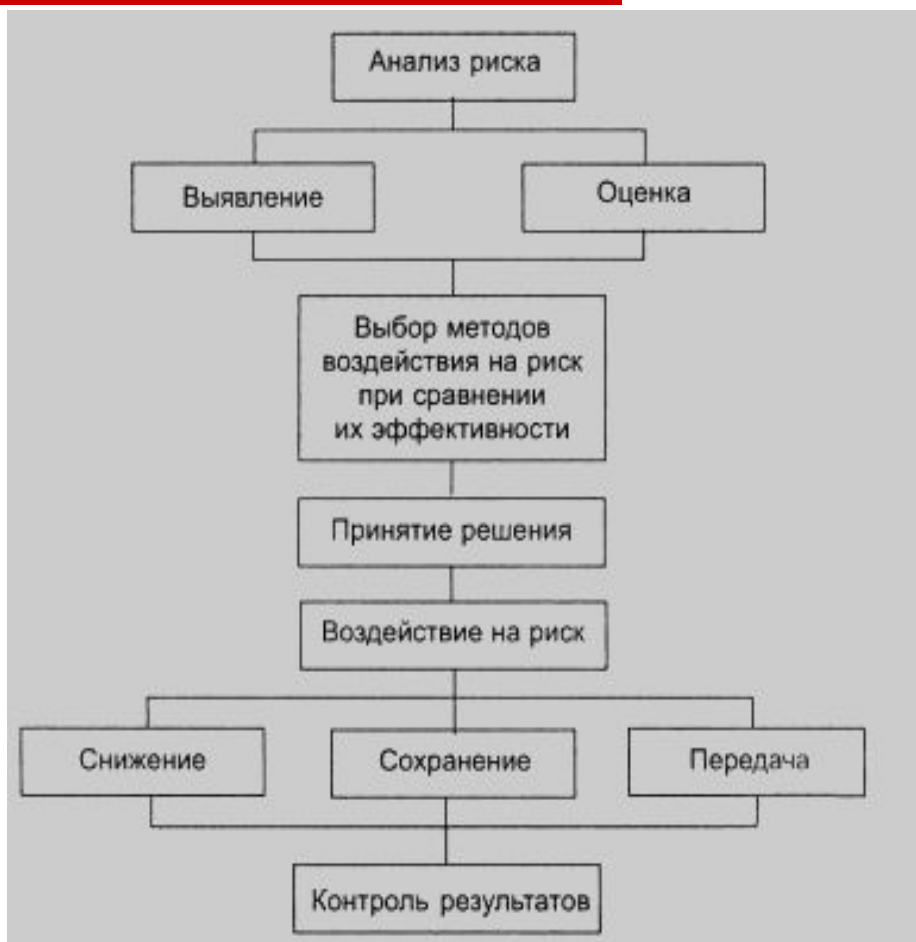 Анализ риска
Выявление
Оценка
Выбор методов
воздействия на риск
при сравнении
их эффективности
Принятие решения
Воздействие на риск
Снижение
Сохранение
Передача
Контроль результатов